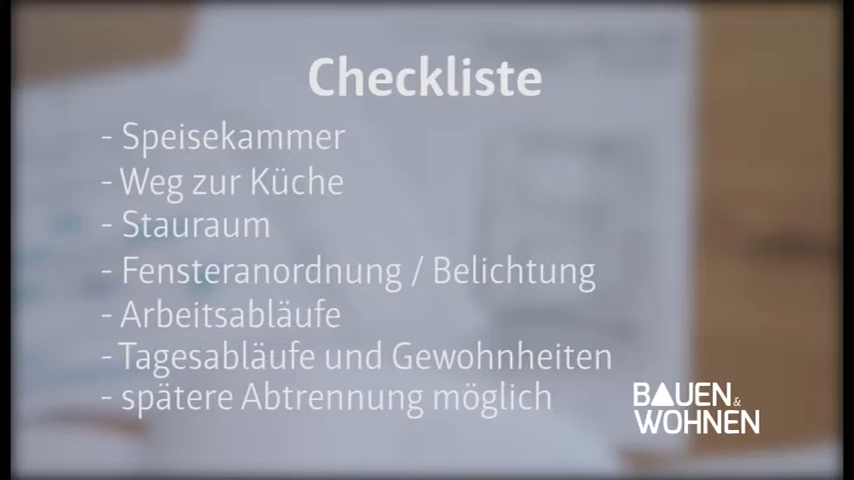 Checkliste
- Speisekammer
- Weg zur Küche
- Stauraum
- Fensteranordnung / Belichtung
- Arbeitsabläufe
- Tagesabläufe und Gewohnheiten
- spätere Abtrennung möglich
BAUEN &
WOHNEN